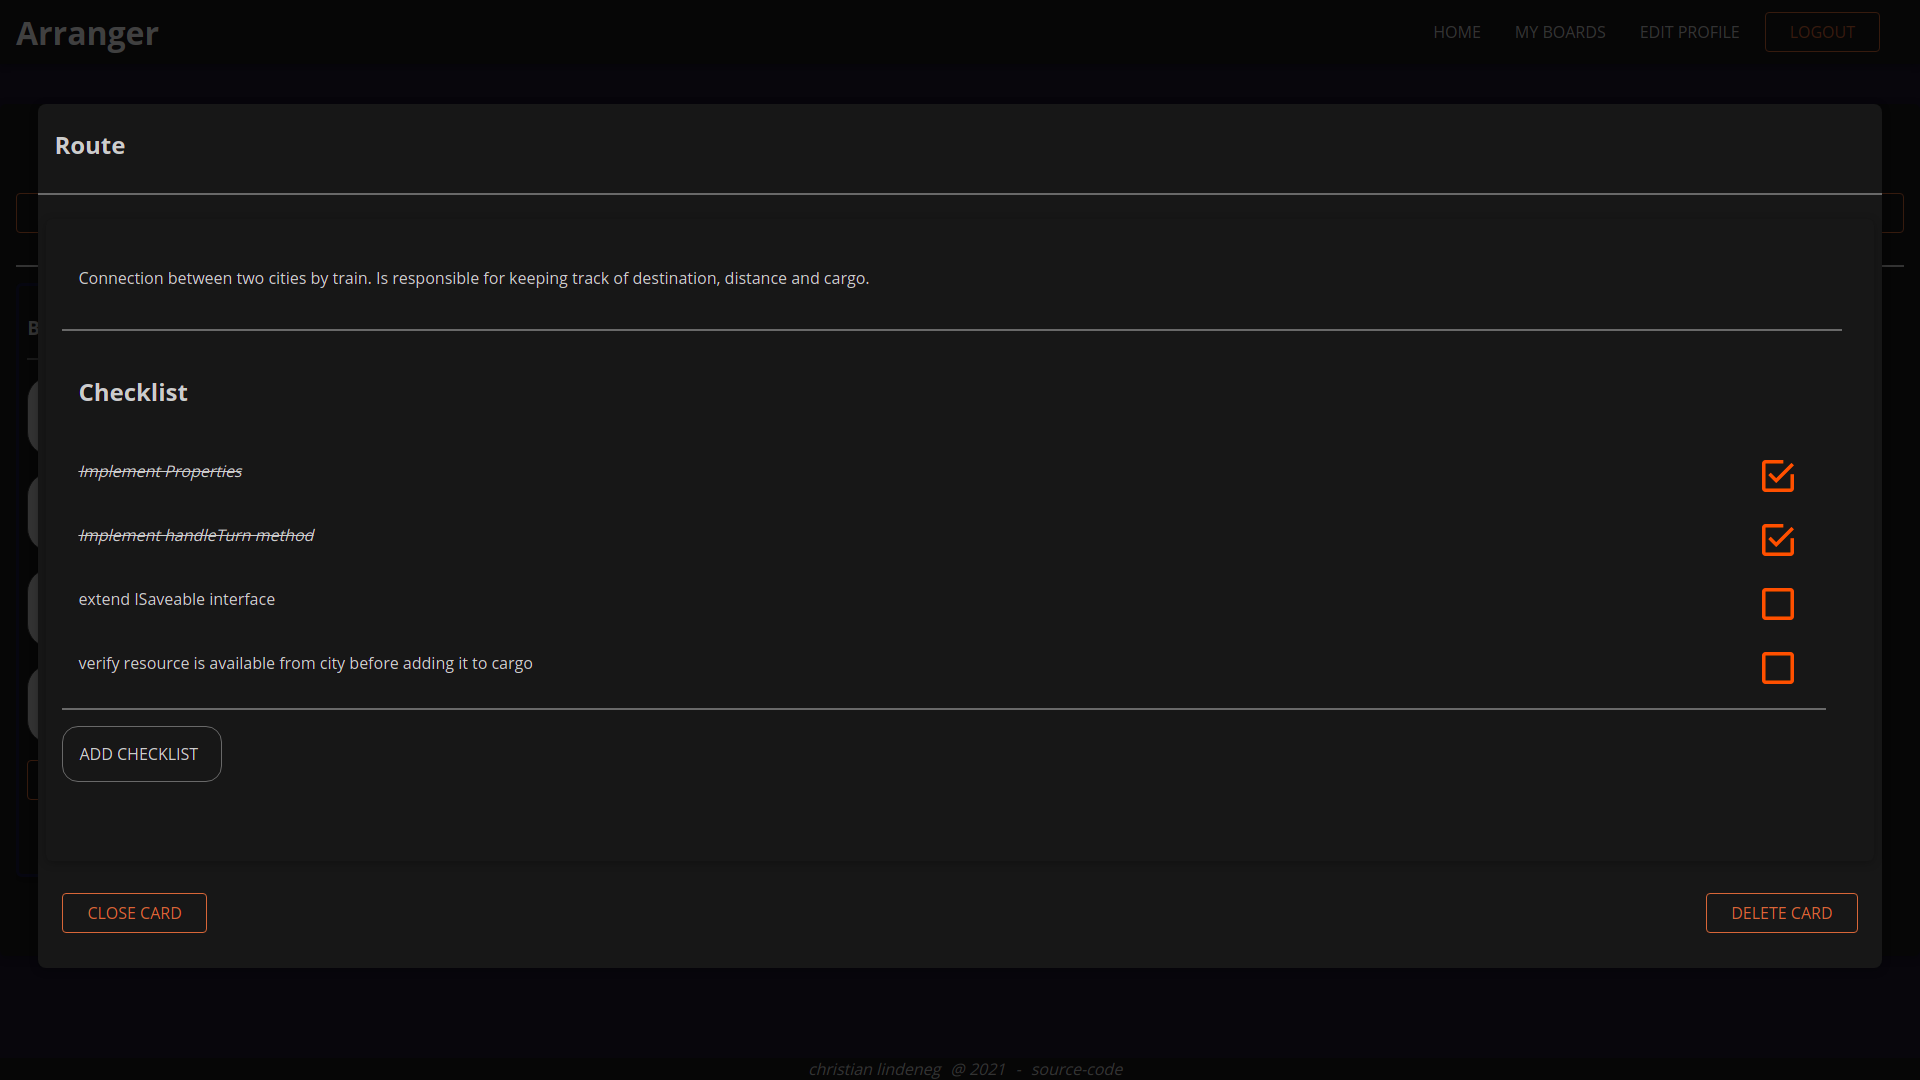 Arranger
HOME MY BOARDS EDIT PROFILE LOGOUT
Route
Connection between two cities by train. Is responsible for keeping track of destination, distance and cargo.
B
Checklist
Implement Properties
Implement handleTurn method
extend ISaveable interface
verify resource is available from city before adding it to cargo
ADD CHECKLIST
CLOSE CARD DELETE CARD
christian lindeneg @ 2021 - source-code